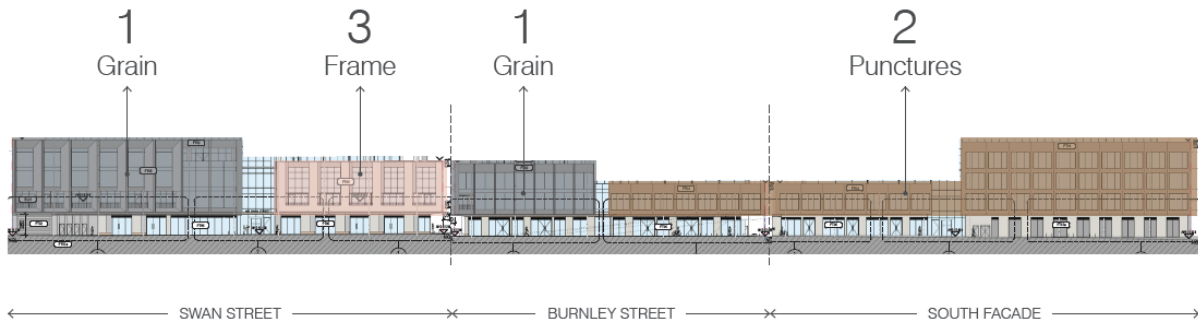 1
Grain
3
Frame
1
Grain
2
Punctures
SWAN STREET
BURNLEY STREET
SOUTH FACADE